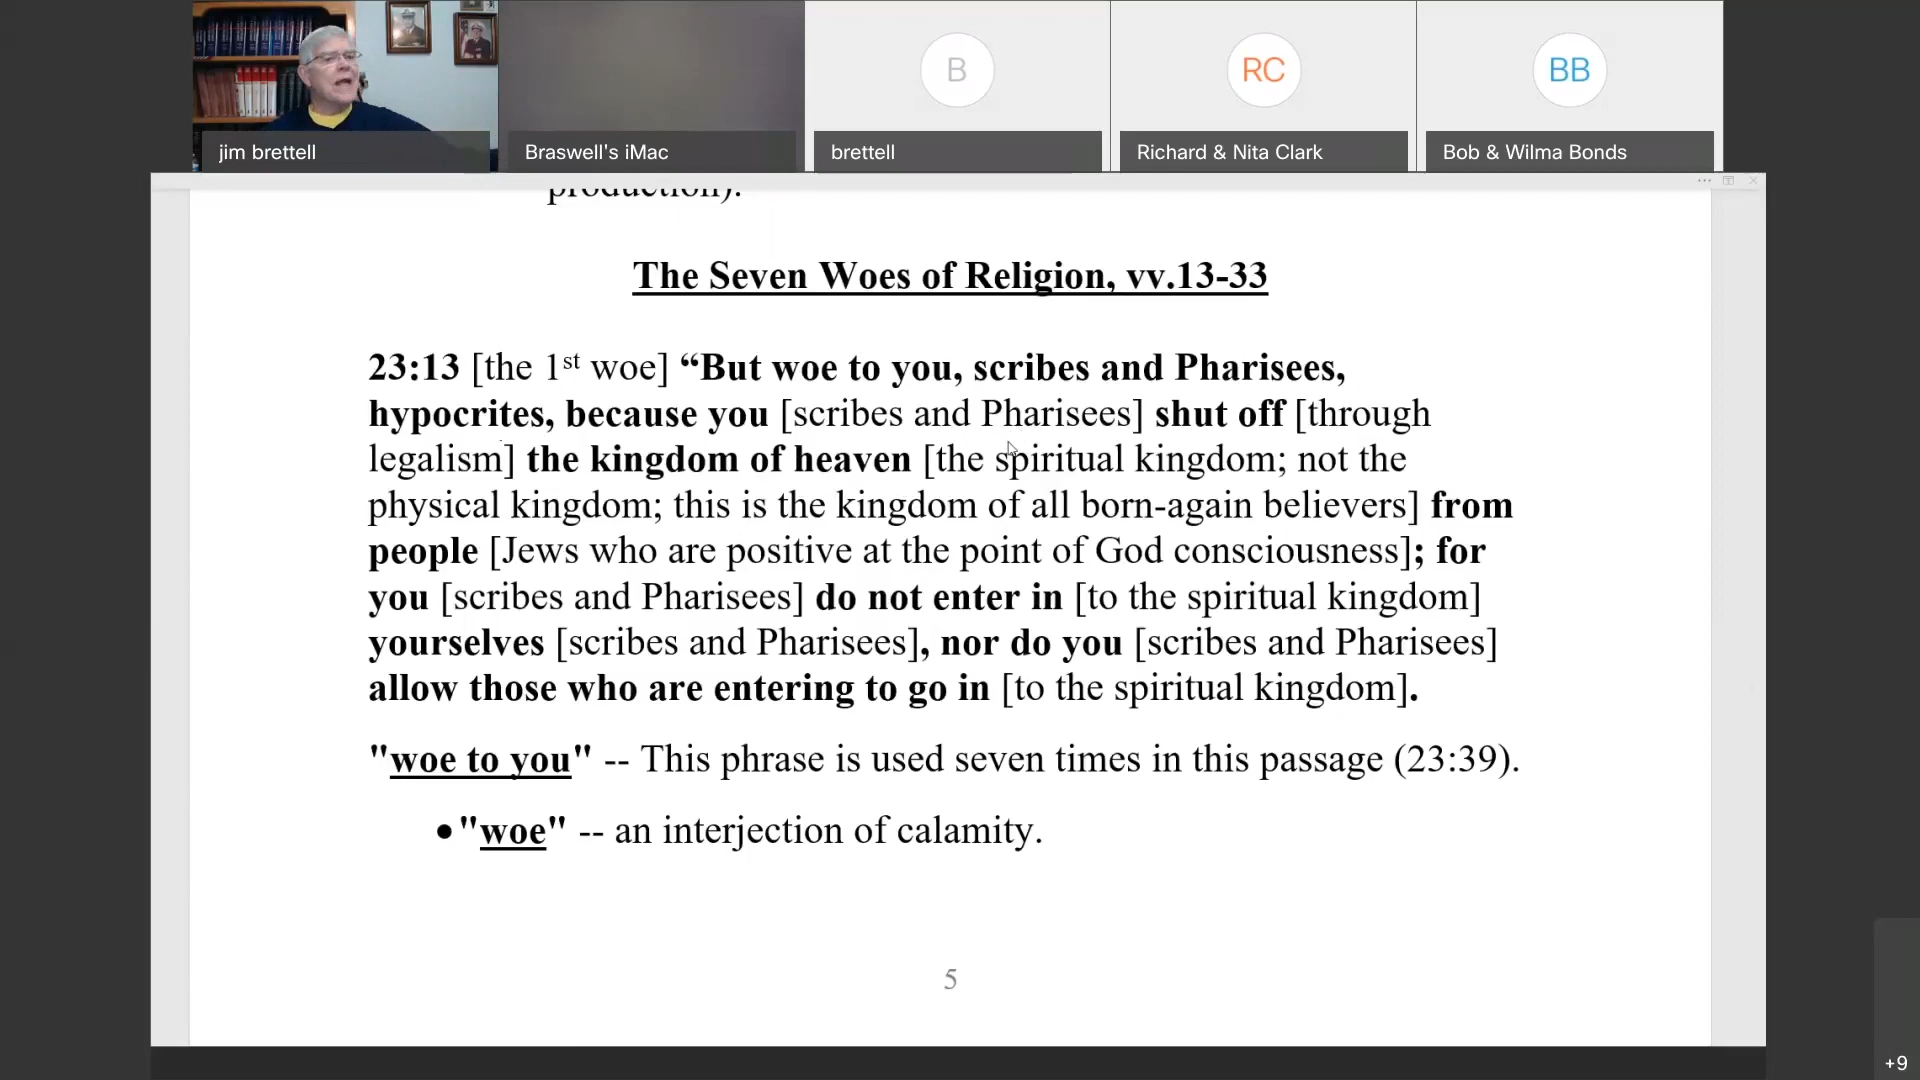 B
RC
BB
jim brettell
Braswell's iMac
brettell
Richard & Nita Clark
Bob & Wilma Bonds
production).
The Seven Woes of Religion, vv.13-33
23:13 [the 1st woe] “But woe to you, scribes and Pharisees,
hypocrites, because you [scribes and Pharisees] shut off [through
legalism] the kingdom of heaven [the spiritual kingdom; not the
physical kingdom; this is the kingdom of all born-again believers] from
people [Jews who are positive at the point of God consciousness]; for
you [scribes and Pharisees] do not enter in [to the spiritual kingdom]
yourselves [scribes and Pharisees], nor do you [scribes and Pharisees]
allow those who are entering to go in [to the spiritual kingdom].
"woe to you" -- This phrase is used seven times in this passage (23:39).
• "woe" -- an interjection of calamity.
5
+9